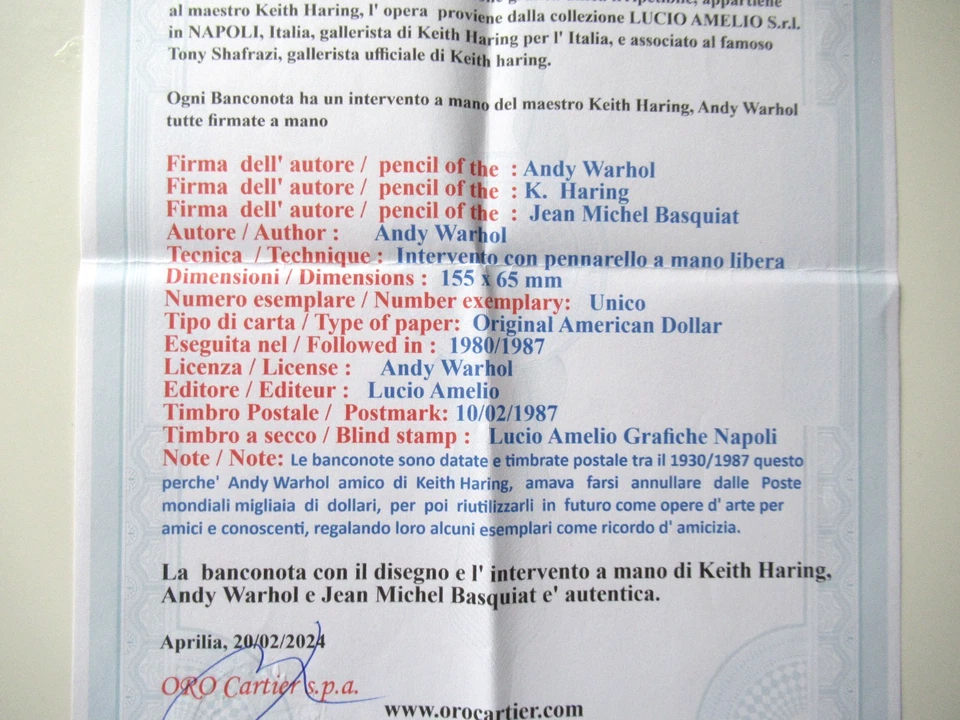 al maestro Keith Haring, l' opera proviene dalla collezione LUCIO AMELIO S.r.l.
in NAPOLI, Italia, gallerista di Keith Haring per l' Italia, e associato al famoso
Tony Shafrazi, gallerista ufficiale di Keith haring.
Ogni Banconota ha un intervento a mano del maestro Keith Haring, Andy Warhol
tutte firmate a mano
Firma dell' autore / pencil of the : Andy Warhol
Firma dell' autore / pencil of the : K. Haring
Firma dell' autore / pencil of the : Jean Michel Basquiat
Autore / Author : Andy Warhol
Tecnica / Technique : Intervento con pennarello a mano libera
Dimensioni / Dimensions : 155 x 65 mm
Numero esemplare / Number exemplary: Unico
Tipo di carta / Type of paper: Original American Dollar
Eseguita nel / Followed in : 1980/1987
Licenza / License : Andy Warhol
Editore / Editeur : Lucio Amelio
Timbro Postale / Postmark: 10/02/1987
Timbro a secco / Blind stamp : Lucio Amelio Grafiche Napoli
Note / Note: Le banconote sono datate e timbrate postale tra il 1930/1987 questo
perche' Andy Warhol amico di Keith Haring, amava farsi annullare dalle Poste
mondiali migliaia di dollari, per poi riutilizzarli in futuro come opere d' arte per
amici e conoscenti, regalando loro alcuni esemplari come ricordo d' amicizia.
La banconota con il disegno e l' intervento a mano di Keith Haring,
Andy Warhol e Jean Michel Basquiat e' autentica.
Aprilia, 20/02/2024
ORO Cartier s.p.a.
www.orocartier.com